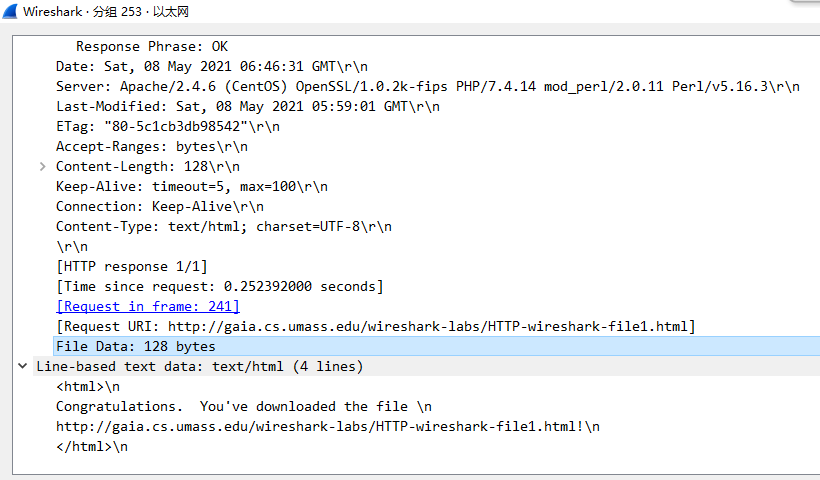 Wireshark · 分组 253 · 以太网
Response Phrase: OK
Date: Sat, 08 May 2021 06:46:31 GMT\r\n
Server: Apache/2.4.6 (CentOS) OpenSSL/1.0.2k-fips PHP/7.4.14 mod_perl/2.0.11 Perl/v5.16.3\r\n
Last-Modified: Sat, 08 May 2021 05:59:01 GMT\r\n
ETag: "80-5c1cb3db98542"\r\n
Accept-Ranges: bytes\r\n
Content-Length: 128\r\n
Keep-Alive: timeout=5, max=100\r\n
Connection: Keep-Alive\r\n
Content-Type: text/html; charset=UTF-8\r\n
\r\n
[HTTP response 1/1]
[Time since request: 0.252392000 seconds]
[Request in frame: 241]
[Request URI: http://gaia.cs.umass.edu/wireshark-labs/HTTP-wireshark-file1.html]
File Data: 128 bytes
Line-based text data: text/html (4 lines)
<html>\n
Congratulations.  You've downloaded the file \n
http://gaia.cs.umass.edu/wireshark-labs/HTTP-wireshark-file1.html!\n
</html>\n